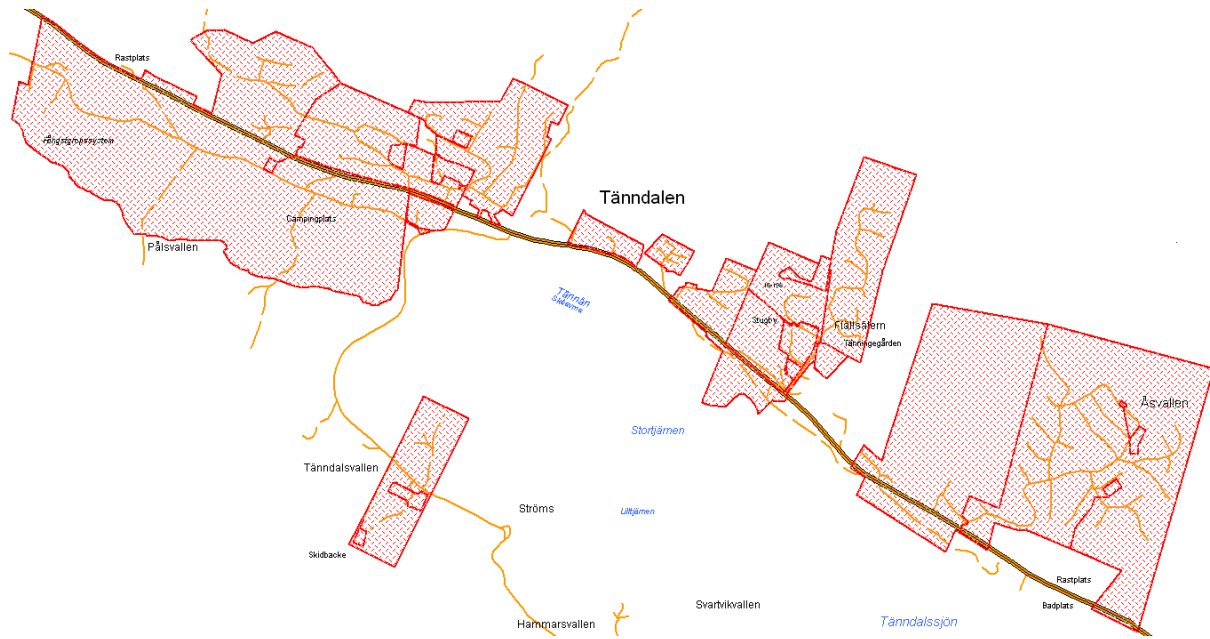 Rastplats
Fångstgropssystem
Tänndalen
Campingplats
Pålsvallen
Tännån
Stugby
Fjällsätern
Tänningegården
Åsvallen
Stortjärnen
Tänndalsvallen
Ströms
Lilltjärnen
Skidbacke
Rastplats
Svartvikvallen
Badplats
Hammarsvallen
Tänndalssjön